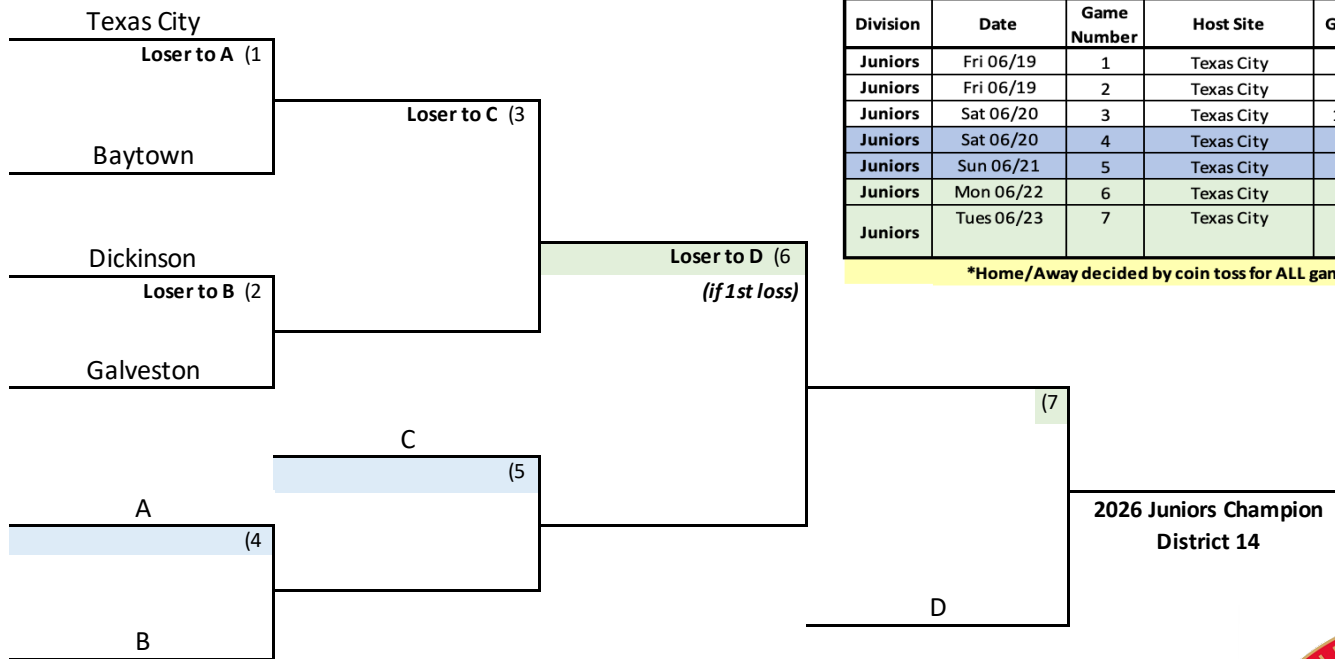 Texas City
Loser to A (1
Baytown
Loser to C (3
Dickinson
Loser to B (2
Galveston
Loser to D (6
(if 1st loss)
C
(5
A
(4
B
(7
D
2026 Juniors Champion
District 14
Division Date Game Number Host Site
Juniors Fri 06/19 1 Texas City
Juniors Fri 06/19 2 Texas City
Juniors Sat 06/20 3 Texas City
Juniors Sat 06/20 4 Texas City
Juniors Sun 06/21 5 Texas City
Juniors Mon 06/22 6 Texas City
Juniors Tues 06/23 7 Texas City
*Home/Away decided by coin toss for ALL